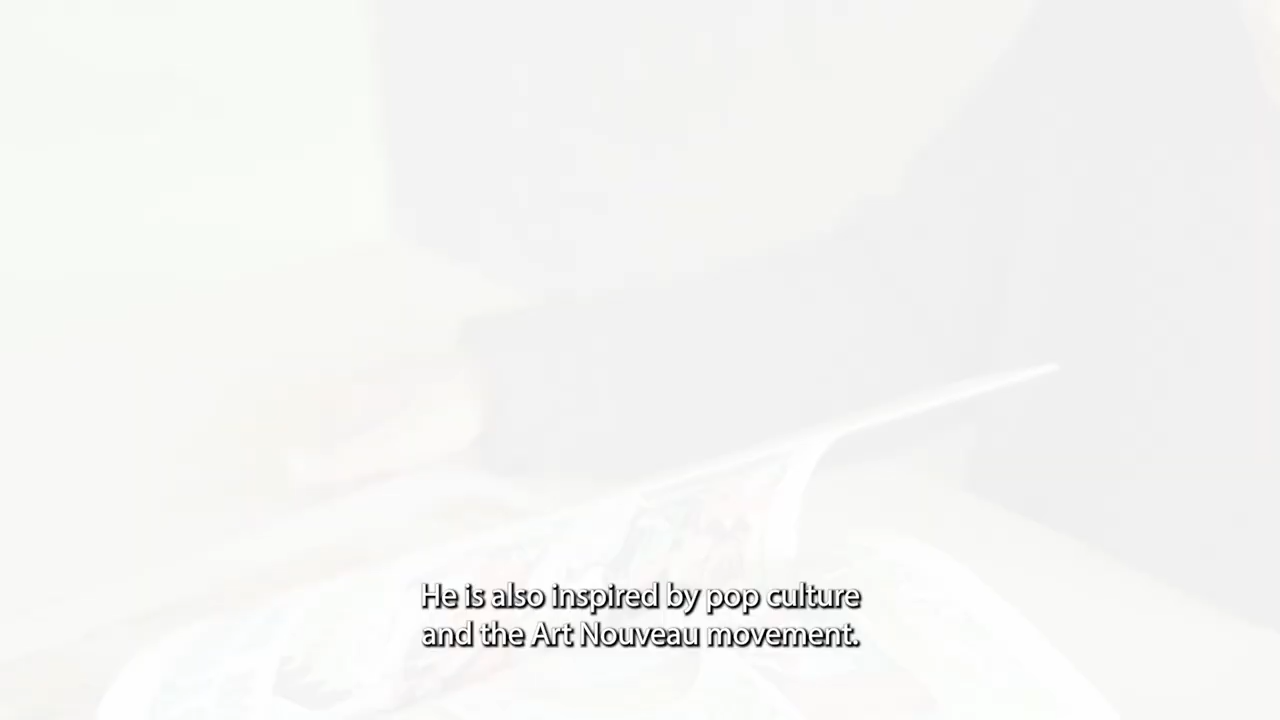 He is also inspired by pop culture
and the Art Nouveau movement.